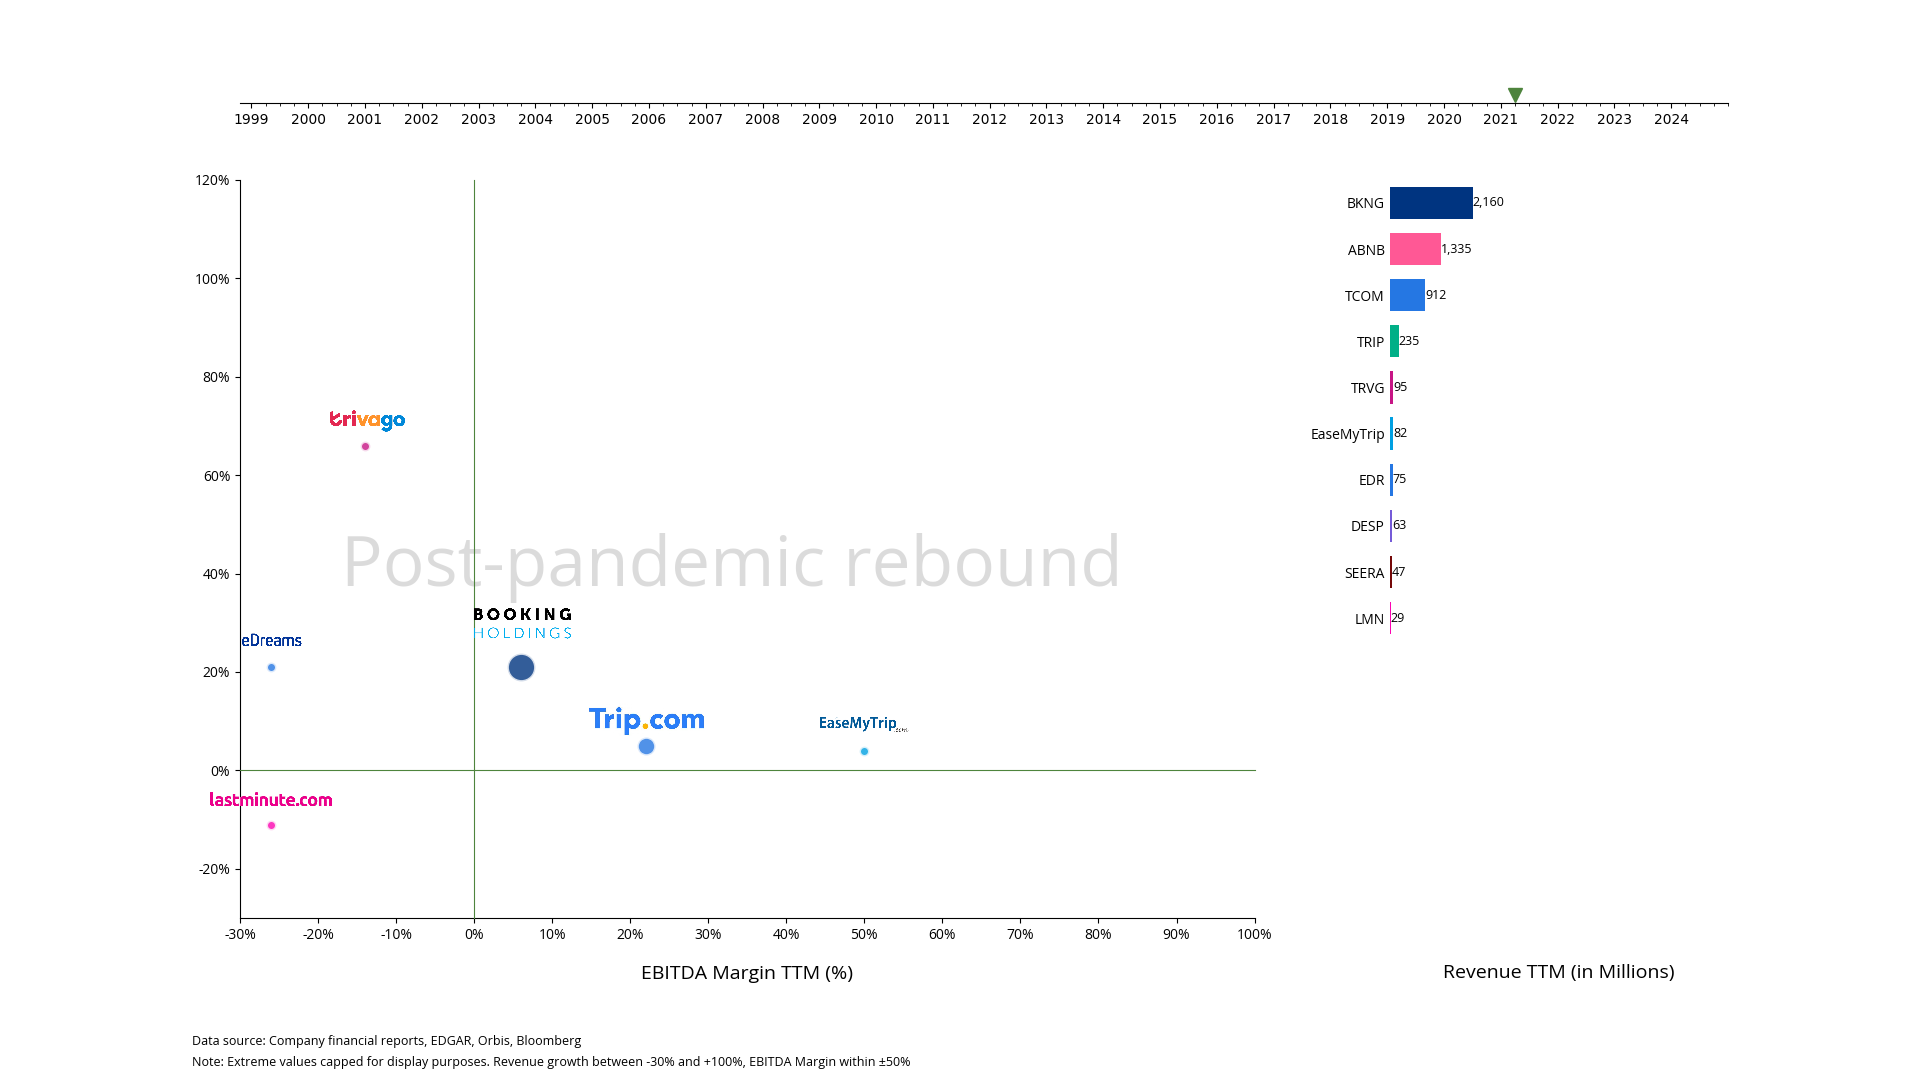 1999 2000 2001 2002 2003 2004 2005 2006 2007 2008 2009 2010 2011 2012 2013 2014 2015 2016 2017 2018 2019 2020 2021 2022 2023 2024
120%
100%
80%
60%
40%
20%
0%
-20%
trivago
Post-pandemic rebound
BOOKING
HOLDINGS
eDreams
Trip.com
EaseMyTrip
lastminute.com
-30% -20% -10% 0% 10% 20% 30% 40% 50% 60% 70% 80% 90% 100%
EBITDA Margin TTM (%)
BKNG 2,160
ABNB 1,335
TCOM 912
TRIP 235
TRVG 95
EaseMyTrip 82
EDR 75
DESP 63
SEERA 47
LMN 29
Revenue TTM (in Millions)
Data source: Company financial reports, EDGAR, Orbis, Bloomberg
Note: Extreme values capped for display purposes. Revenue growth between -30% and +100%, EBITDA Margin within ±50%